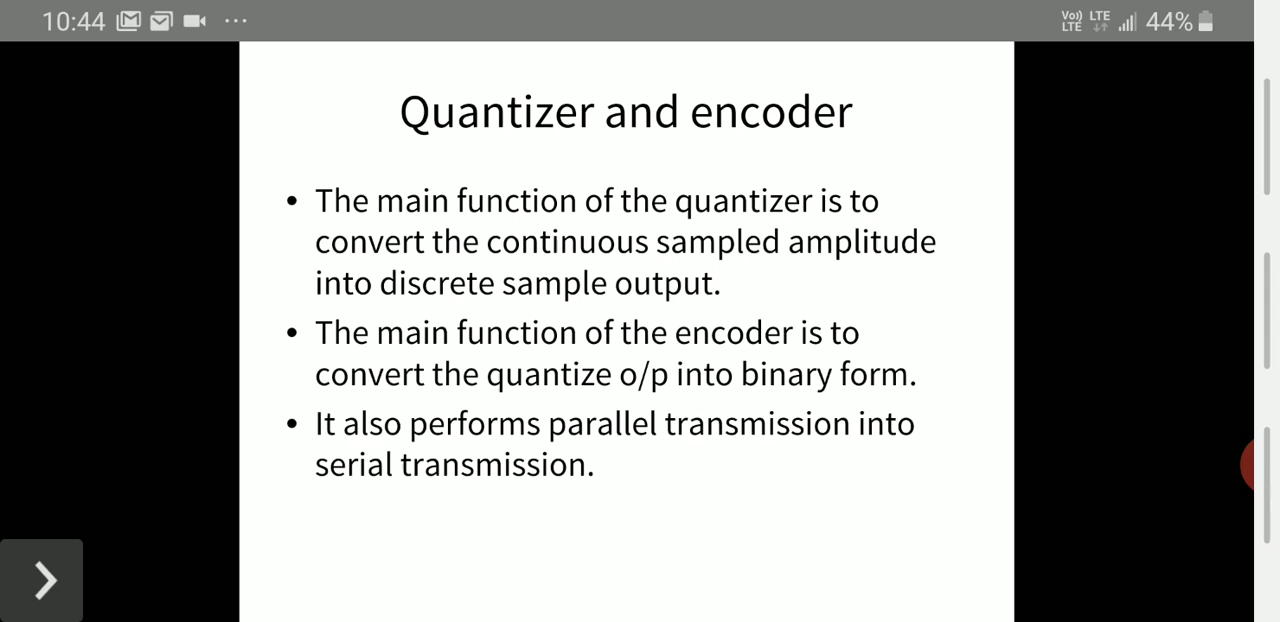 10:44
Vo)) LTE 44%
LTE
Quantizer and encoder
• The main function of the quantizer is to
convert the continuous sampled amplitude
into discrete sample output.
• The main function of the encoder is to
convert the quantize o/p into binary form.
• It also performs parallel transmission into
serial transmission.